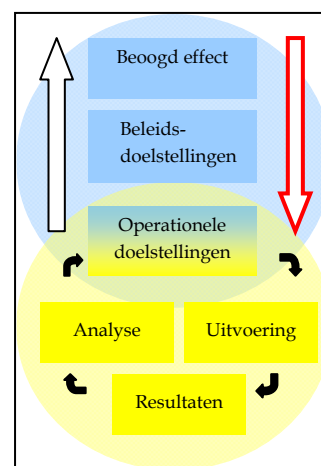 Beoogd effect
Beleids-
doelstellingen
Operationele
doelstellingen
Analyse
Uitvoering
Resultaten